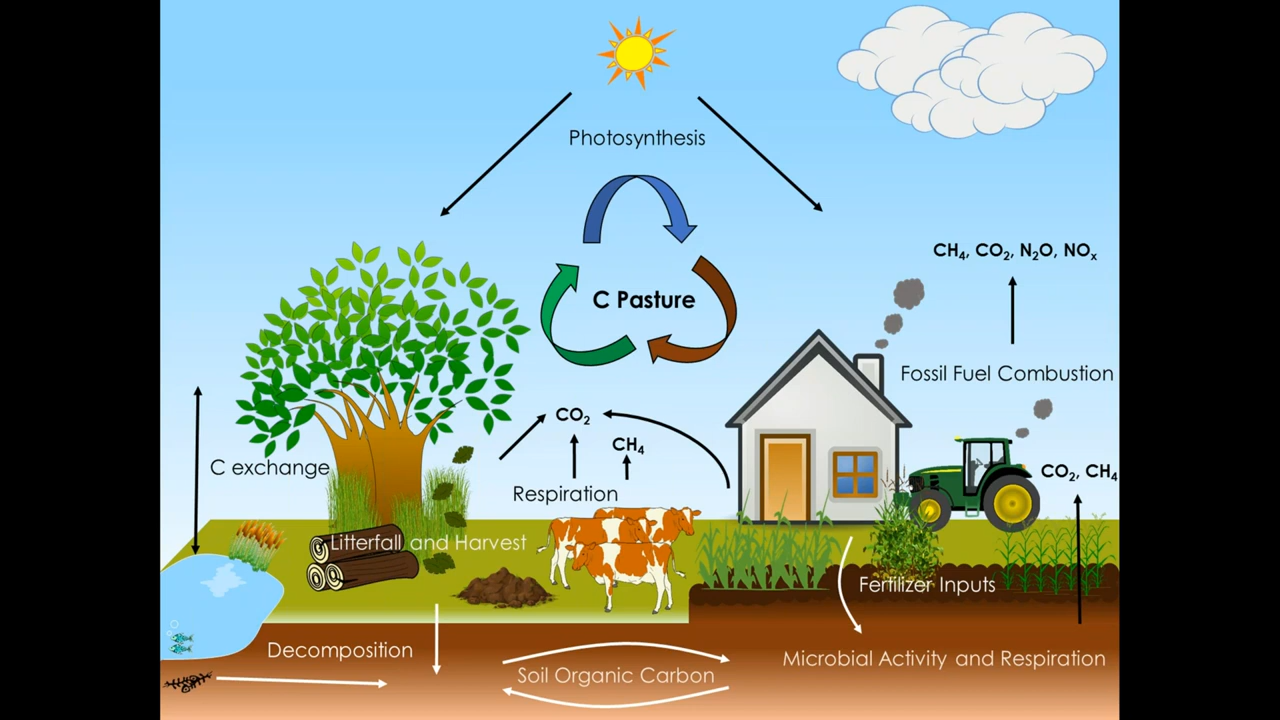 Photosynthesis
CH₄, CO₂, N₂O, NOₓ
C Pasture
Fossil Fuel Combustion
CO₂
CH₄
C exchange
CO₂, CH₄
Respiration
Litterfall and Harvest
Fertilizer Inputs
Decomposition
Microbial Activity and Respiration
Soil Organic Carbon